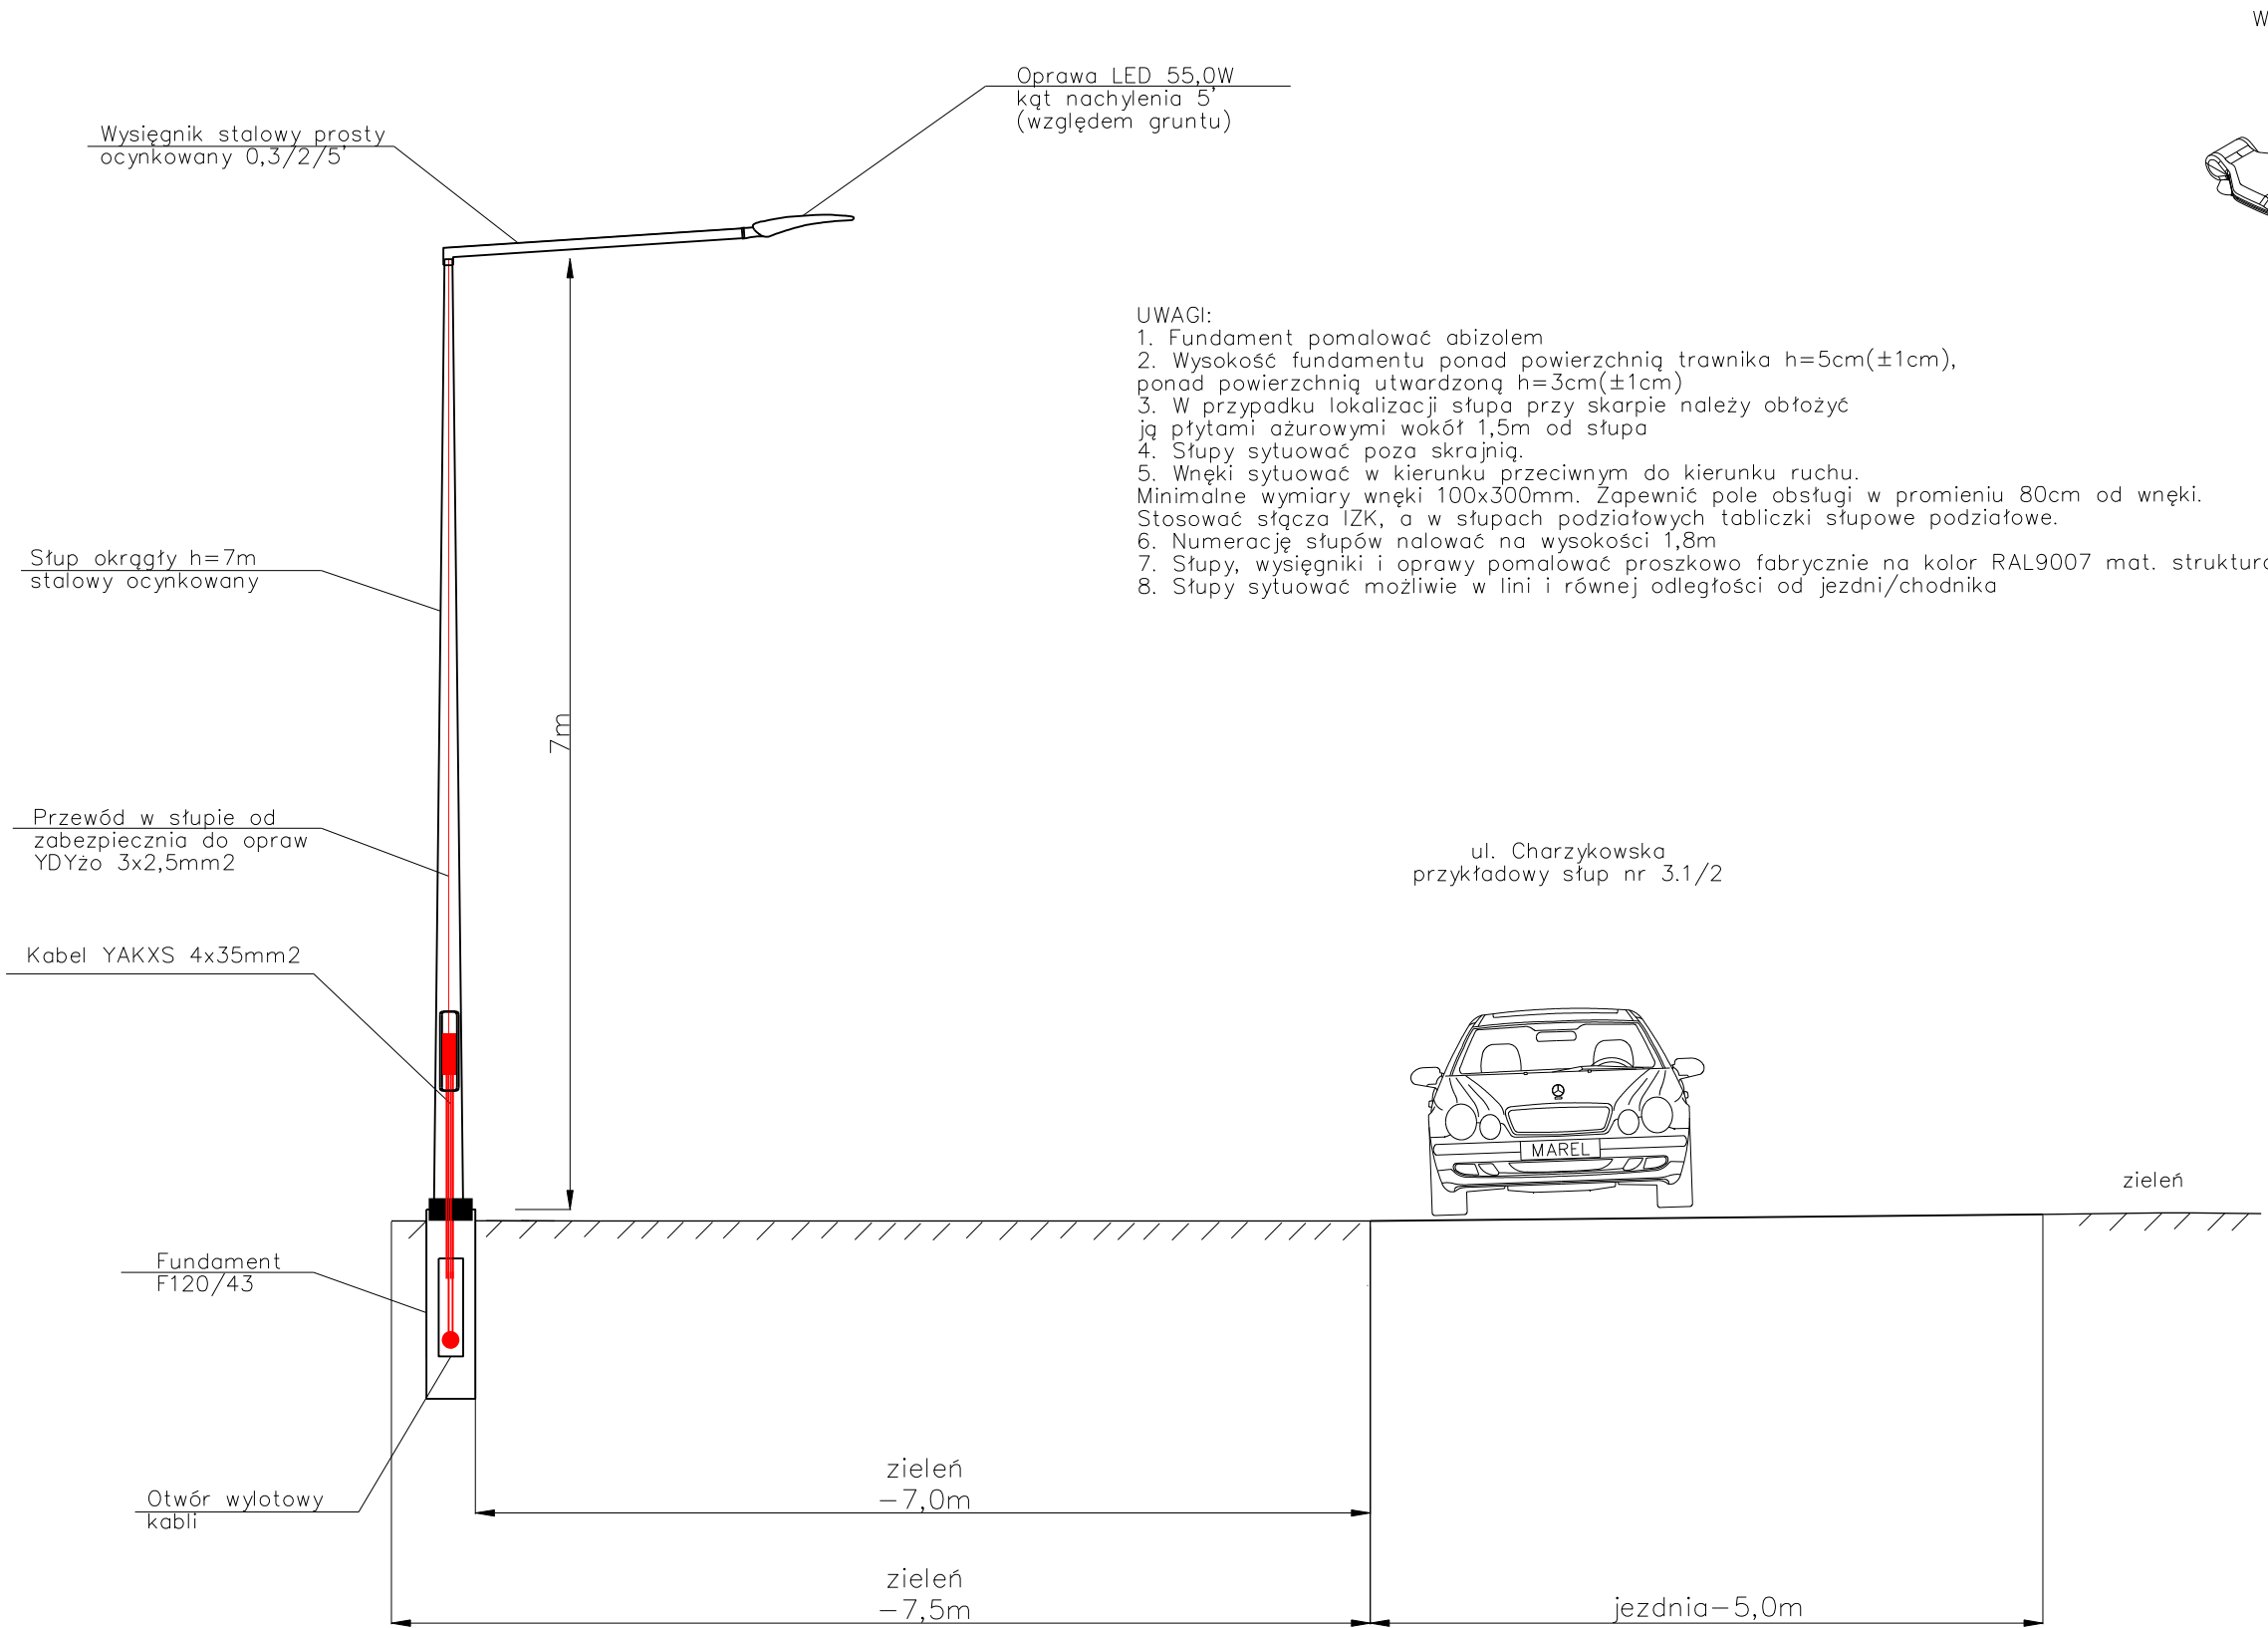 W
Oprawa LED 55,0W
kąt nachylenia 5'
(względem gruntu)
Wysięgnik stalowy prosty
ocynkowany 0,3/2/5'
UWAGI:
1. Fundament pomalować abizolem
2. Wysokość fundamentu ponad powierzchnią trawnika h=5cm(±1cm),
ponad powierzchnią utwardzoną h=3cm(±1cm)
3. W przypadku lokalizacji słupa przy skarpie należy obłożyć
ją płytami ażurowymi wokół 1,5m od słupa
4. Słupy sytuować poza skrajnią.
5. Wnęki sytuować w kierunku przeciwnym do kierunku ruchu.
Minimalne wymiary wnęki 100x300mm. Zapewnić pole obsługi w promieniu 80cm od wnęki.
Stosować słącza IZK, a w słupach podziałowych tabliczki słupowe podziałowe.
6. Numerację słupów nalować na wysokości 1,8m
7. Słupy, wysięgniki i oprawy pomalować proszkowo fabrycznie na kolor RAL9007 mat. struktura
8. Słupy sytuować możliwie w lini i równej odległości od jezdni/chodnika
Słup okrągły h=7m
stalowy ocynkowany
7m
Przewód w słupie od
zabezpiecznia do opraw
YDYżo 3x2,5mm2
ul. Charzykowska
przykładowy słup nr 3.1/2
Kabel YAKXS 4x35mm2
MAREL
zieleń
Fundament
F120/43
zieleń
-7,0m
Otwór wylotowy
kabli
zieleń
-7,5m
jezdnia-5,0m